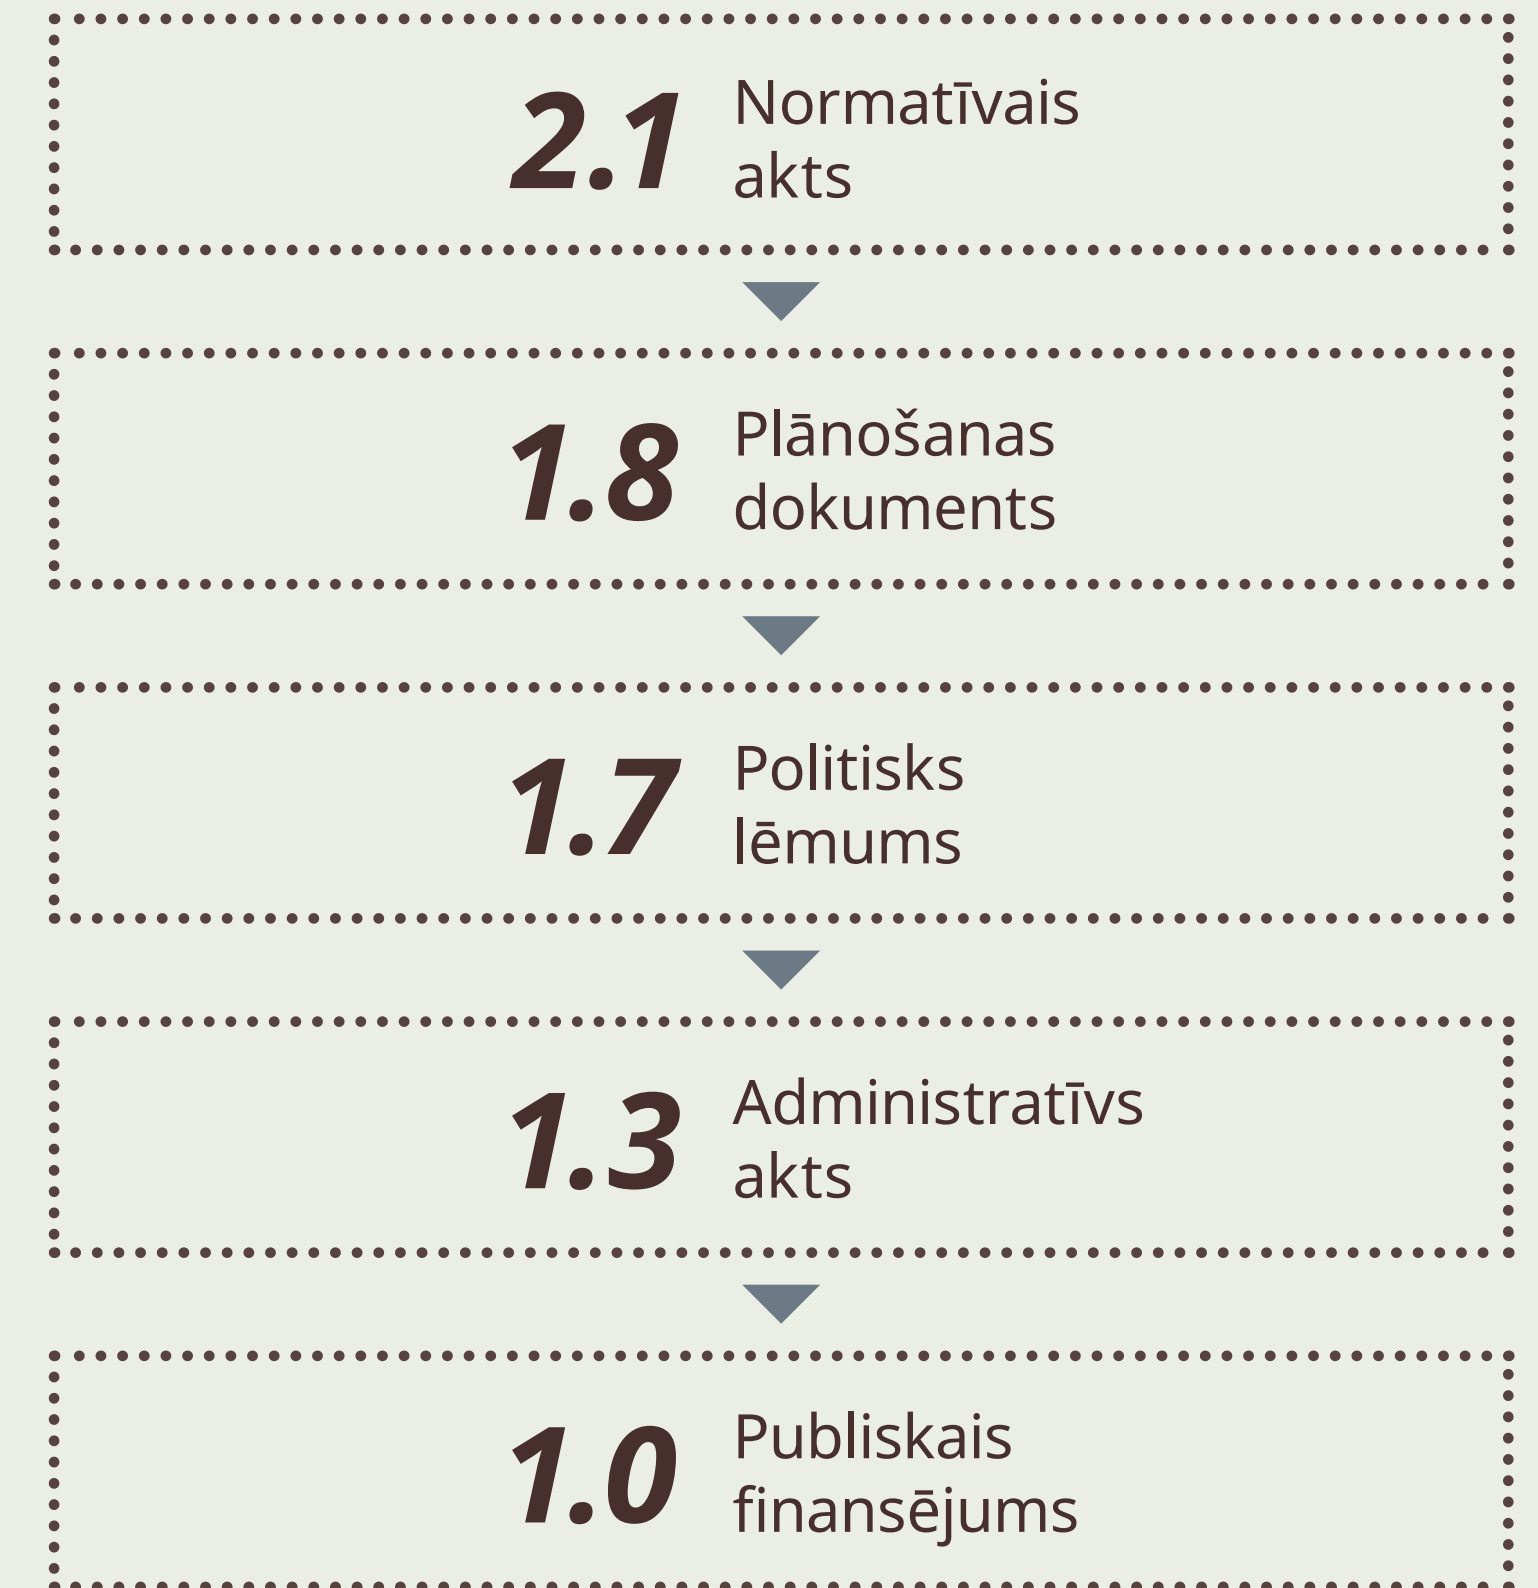 2.1
Normatīvais
akts
1.8
Plānošanas
dokuments
1.7
Politisks
lēmums
1.3
Administratīvs
akts
1.0
Publiskais
finansējums